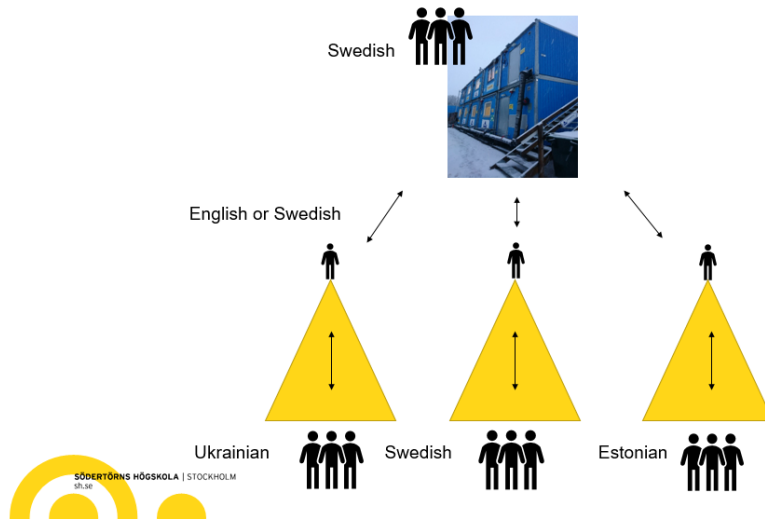 Swedish
English or Swedish
Ukrainian
Swedish
Estonian
SÖDERTÖRNS HÖGSKOLA | STOCKHOLM
sh.se